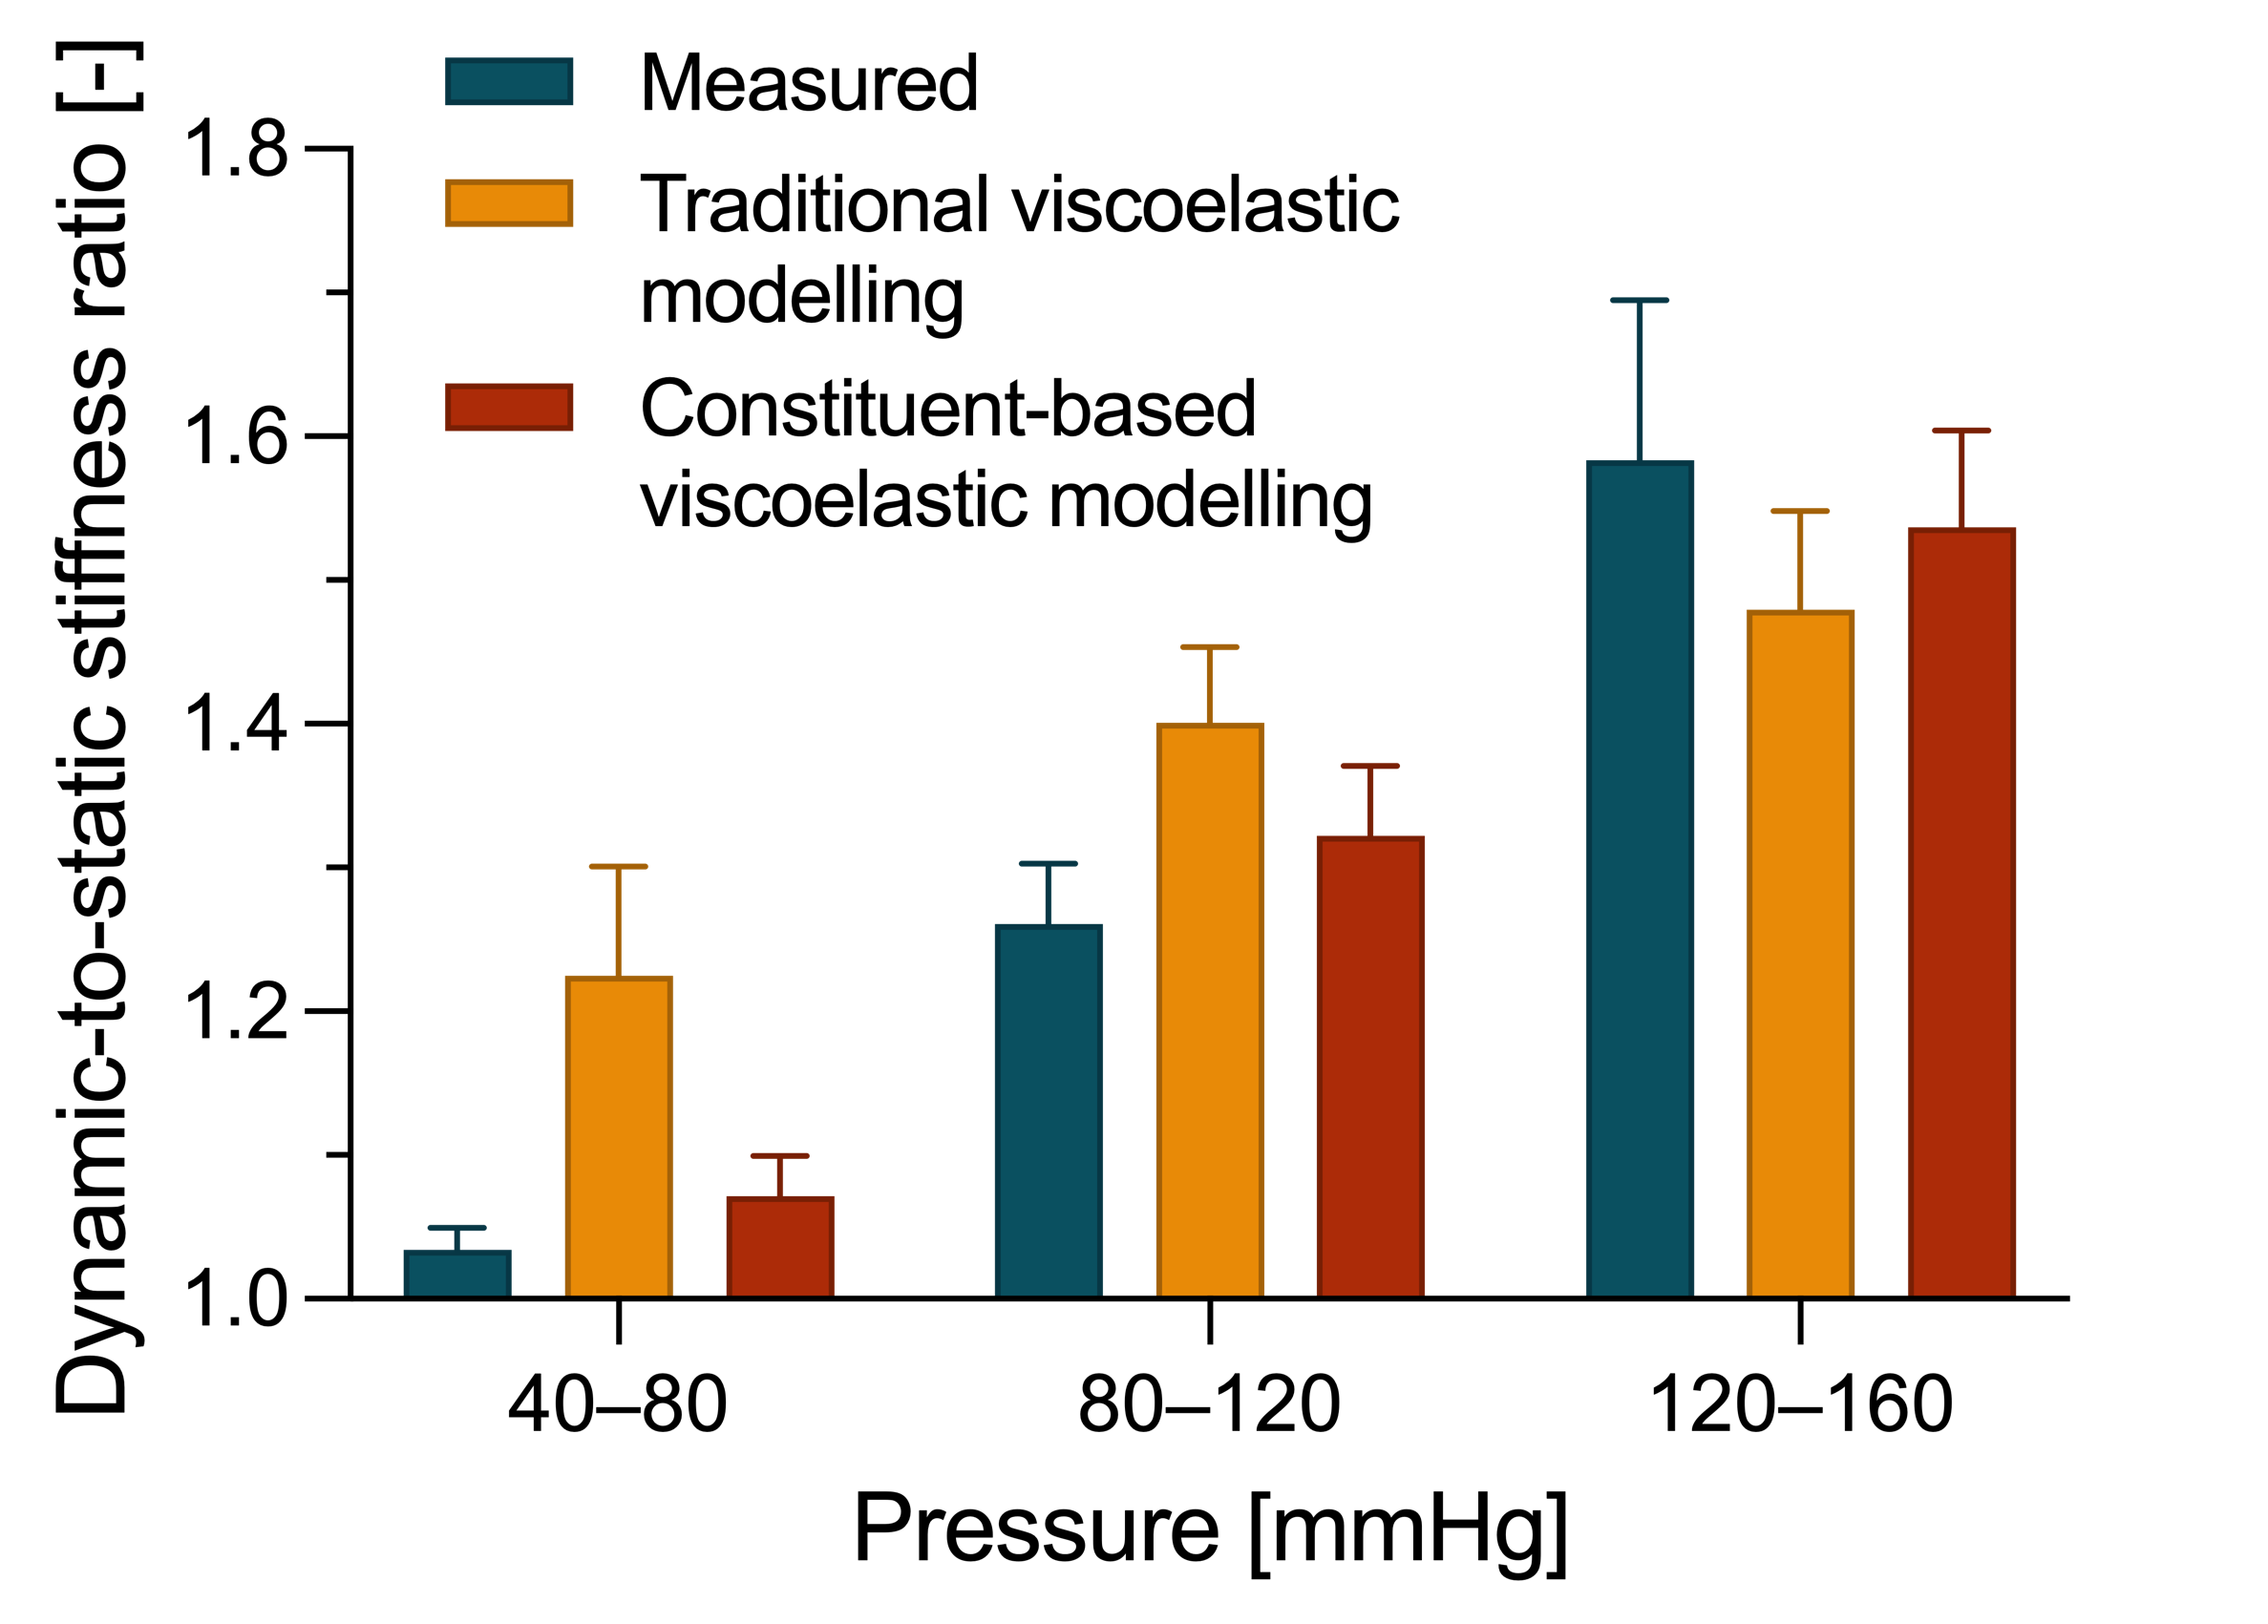 Dynamic-to-static stiffness ratio [-]
Measured
Traditional viscoelastic
modelling
Constituent-based
viscoelastic modelling
1.8
1.6
1.4
1.2
1.0
40–80
80–120
120–160
Pressure [mmHg]